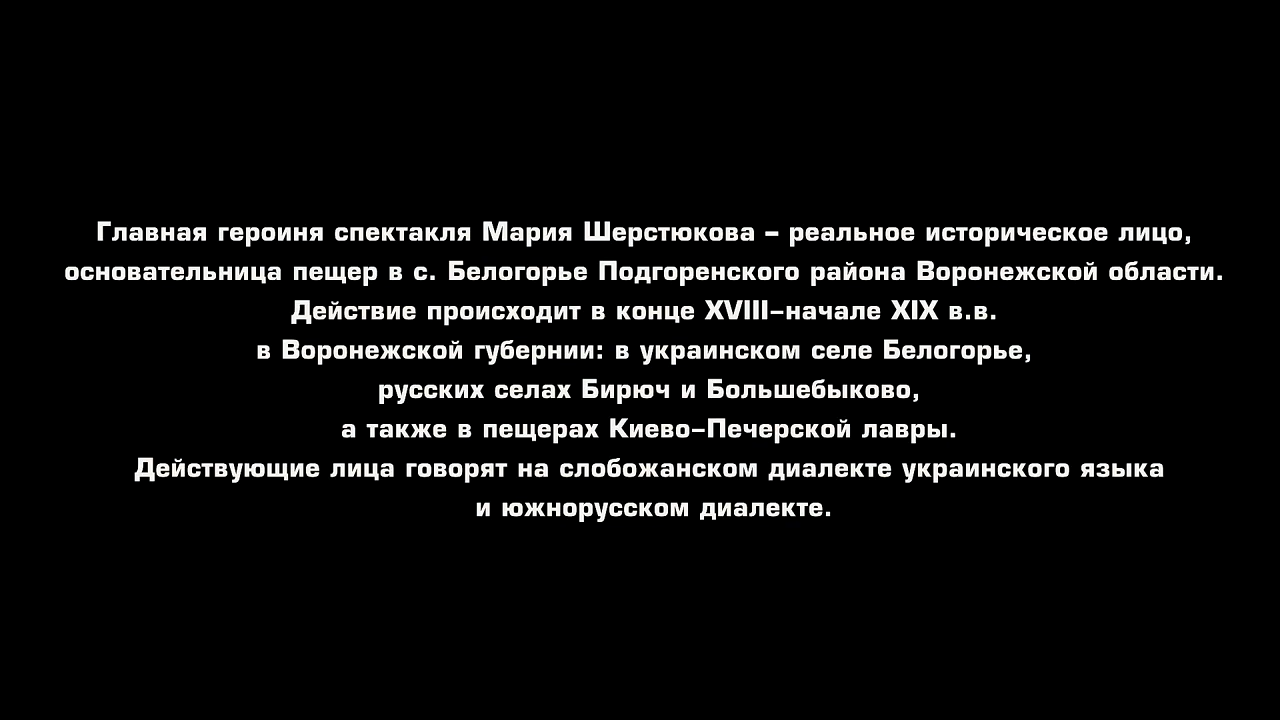 Главная героиня спектакля Мария Шерстюкова – реальное историческое лицо,
основательница пещер в с. Белогорье Подгоренского района Воронежской области.
Действие происходит в конце XVIII–начале XIX в.в.
в Воронежской губернии: в украинском селе Белогорье,
русских селах Бирюч и Большебыково,
а также в пещерах Киево–Печерской лавры.
Действующие лица говорят на слобожанском диалекте украинского языка
и южнорусском диалекте.